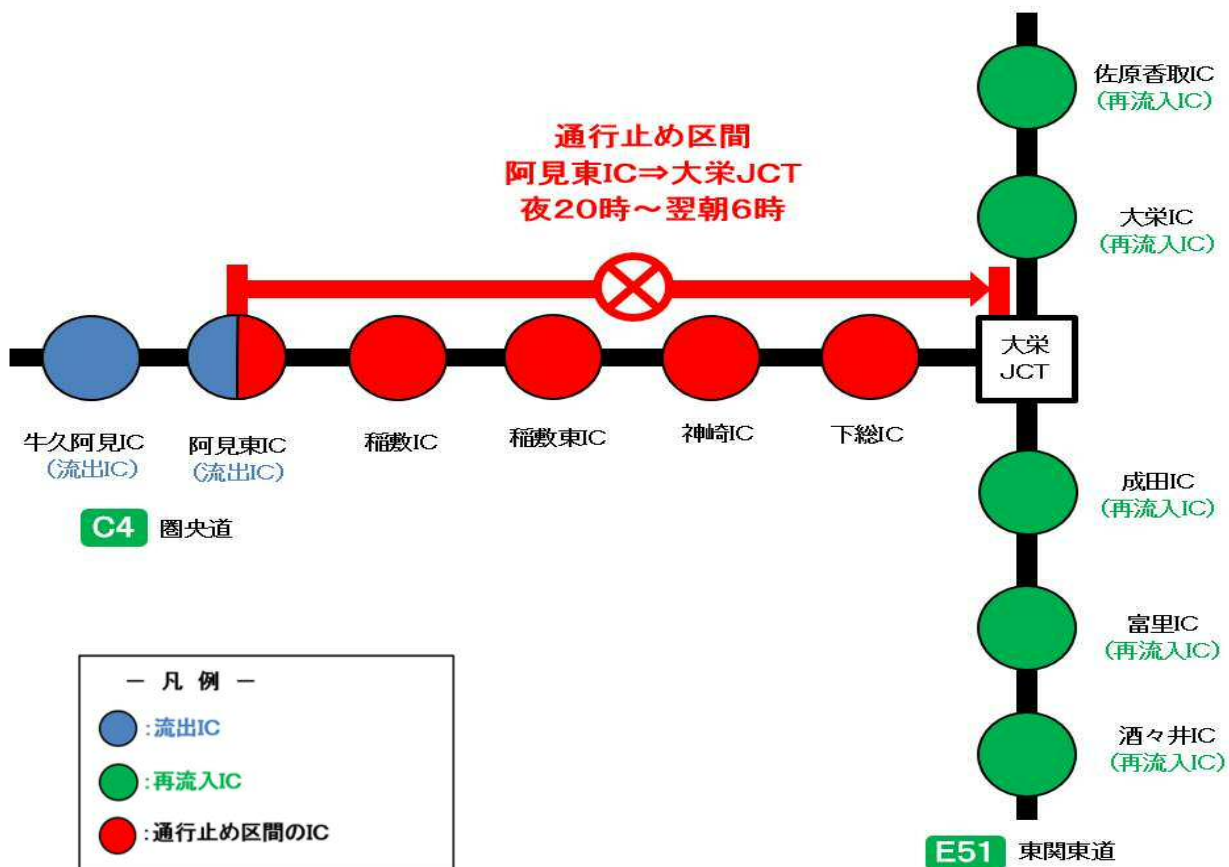 通行止め区間
阿見東IC⇒大栄JCT
夜20時～翌朝6時
佐原香取IC
(再流入IC)
大栄IC
(再流入IC)
大栄
JCT
牛久阿見IC
(流出IC)
阿見東IC
(流出IC)
稲敷IC
稲敷東IC
神崎IC
下総IC
成田IC
(再流入IC)
富里IC
(再流入IC)
酒々井IC
(再流入IC)
C4 圏央道
－ 凡 例 －
:流出IC
:再流入IC
:通行止め区間のIC
E51 東関東道